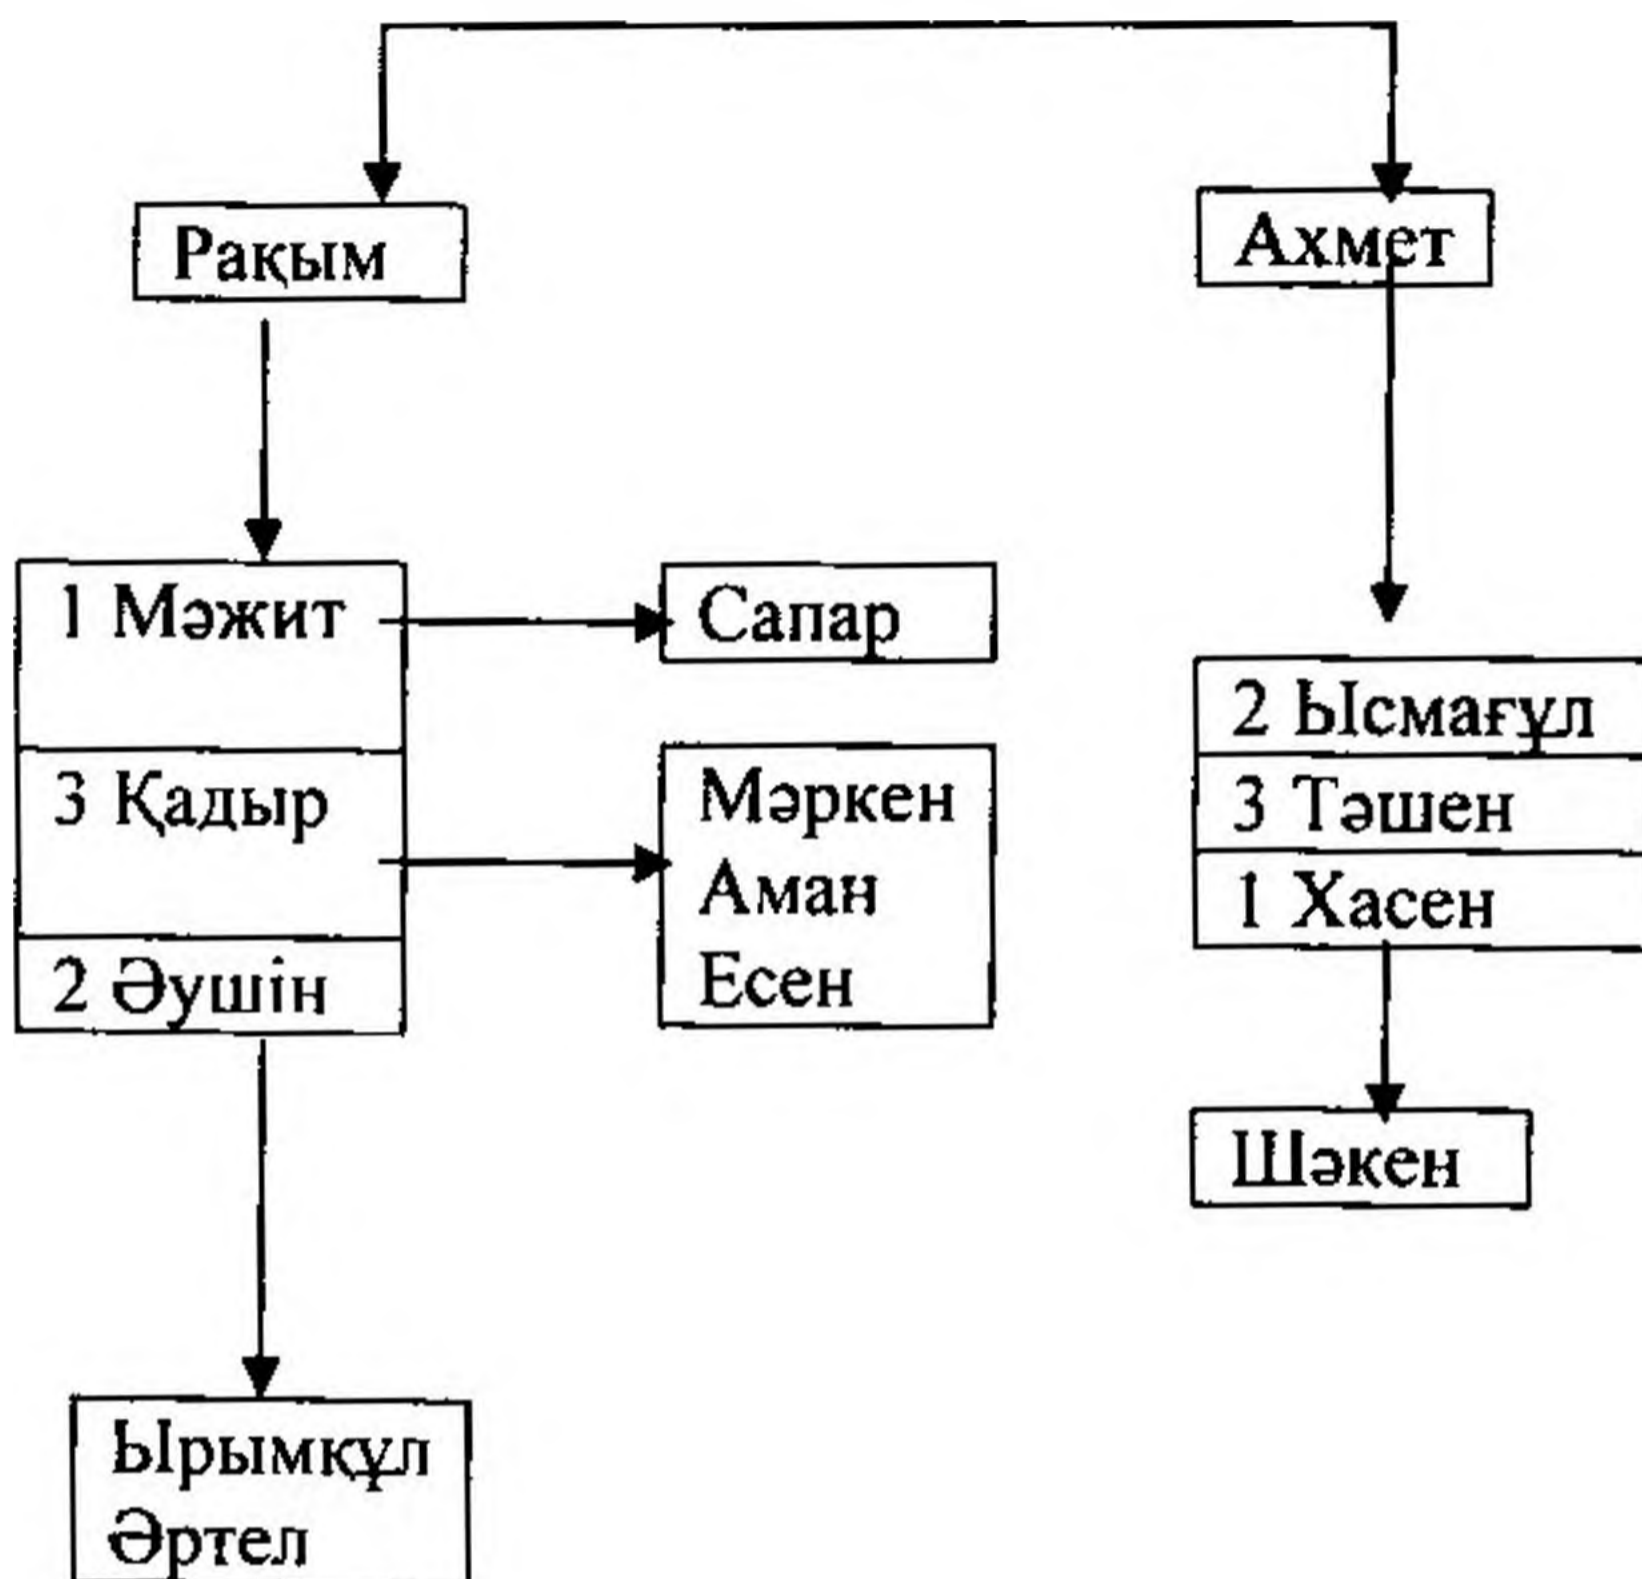 Рақым
Ахмет
1 Мәжит
Сапар
3 Қадыр
Мәркен
Аман
Есен
2 Әушін
2 Ысмағұл
3 Тәшен
1 Хасен
Шәкен
Ырымқұл
Әртел